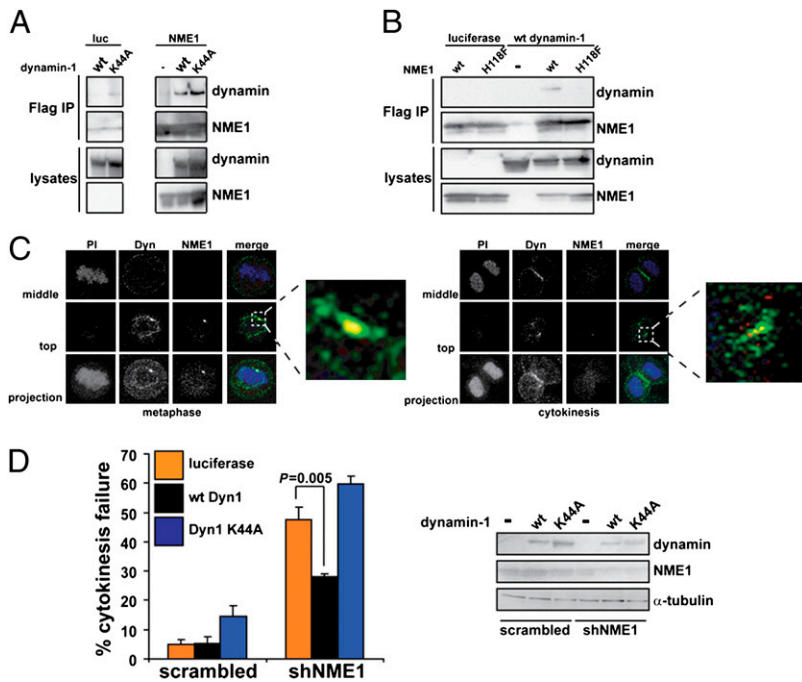 A
luc NME1
dynamin-1 wt K44A - wt K44A
Flag IP
dynamin
NME1
lysates
dynamin
NME1
B
luciferase wt dynamin-1
NME1 wt H118F - wt H118F
Flag IP
dynamin
NME1
lysates
dynamin
NME1
C
PI Dyn NME1 merge
middle
top
projection
metaphase
PI Dyn NME1 merge
middle
top
projection
cytokinesis
D
% cytokinesis failure
70
60
50
40
30
20
10
0
luciferase
wt Dyn1
Dyn1 K44A
P=0.005
scrambled shNME1
dynamin-1 - wt K44A - wt K44A
dynamin
NME1
α-tubulin
scrambled shNME1